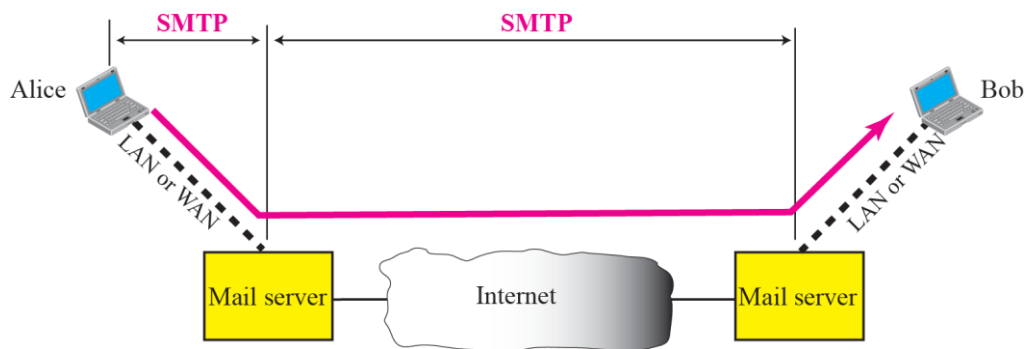 SMTP
SMTP
Alice
Bob
LAN or WAN
LAN or WAN
Mail server
Internet
Mail server